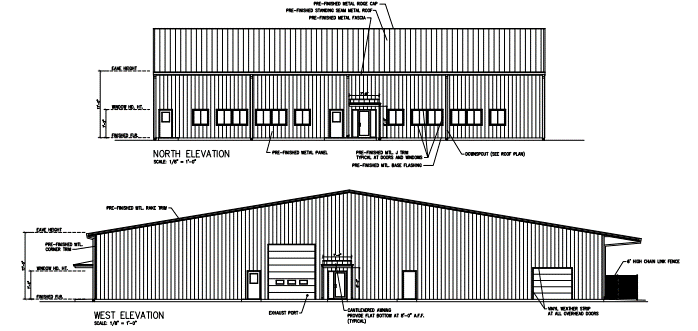 PRE-FINISHED METAL RIDGE CAP
PRE-FINISHED STANDING SEAM METAL ROOF
PRE-FINISHED METAL FASCIA
EAVE HEIGHT
WINDOW HD. HT.
FINISHED FLR.
PRE-FINISHED METAL PANEL
PRE-FINISHED MTL. J TRIM
TYPICAL AT DOORS AND WINDOWS
PRE-FINISHED MTL. BASE FLASHING
DOWNSPOUT (SEE ROOF PLAN)
NORTH ELEVATION
SCALE: 1/8" = 1'-0"
PRE-FINISHED MTL. RAKE TRIM
EAVE HEIGHT
PRE-FINISHED MTL.
CORNER TRIM
WINDOW HD. HT.
FINISHED FLR.
6' HIGH CHAIN LINK FENCE
WEST ELEVATION
SCALE: 1/8" = 1'-0"
EXHAUST PORT
CANTILEVERED AWNING
PROVIDE FLAT BOTTOM AT 8'-0" A.F.F.
(TYPICAL)
VINYL WEATHER STRIP
AT ALL OVERHEAD DOORS